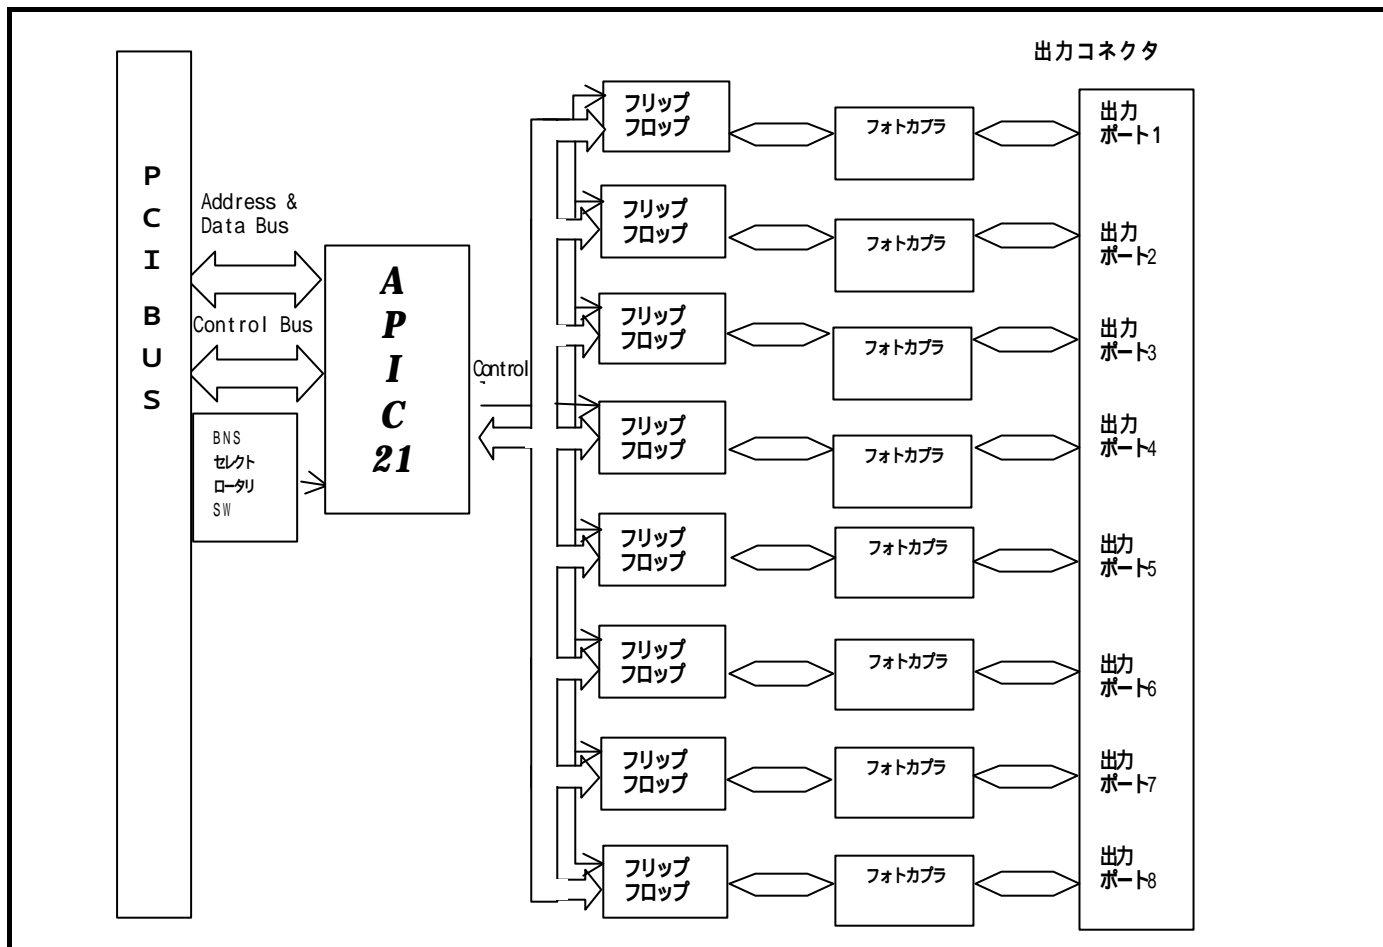 出力コネクタ
P
C
I
B
U
S
Address &
Data Bus
Control Bus
BNS
セレクト
ロータリ
SW
A
P
I
C
21
Control
フリップ
フロップ
フォトカプラ
出力
ポート1
フリップ
フロップ
フォトカプラ
出力
ポート2
フリップ
フロップ
フォトカプラ
出力
ポート3
フリップ
フロップ
フォトカプラ
出力
ポート4
フリップ
フロップ
フォトカプラ
出力
ポート5
フリップ
フロップ
フォトカプラ
出力
ポート6
フリップ
フロップ
フォトカプラ
出力
ポート7
フリップ
フロップ
フォトカプラ
出力
ポート8